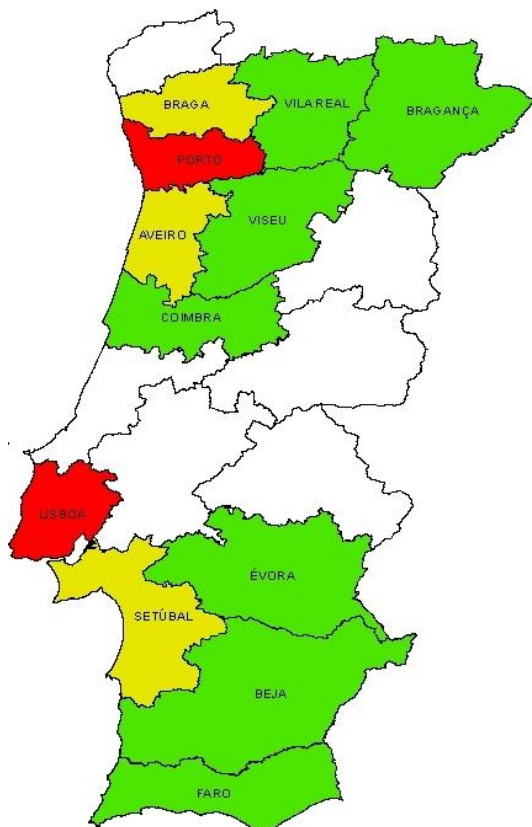 BRAGA
VILA REAL
BRAGANÇA
PORTO
VISEU
AVEIRO
COIMBRA
LISBOA
ÉVORA
SETÚBAL
BEJA
FARO